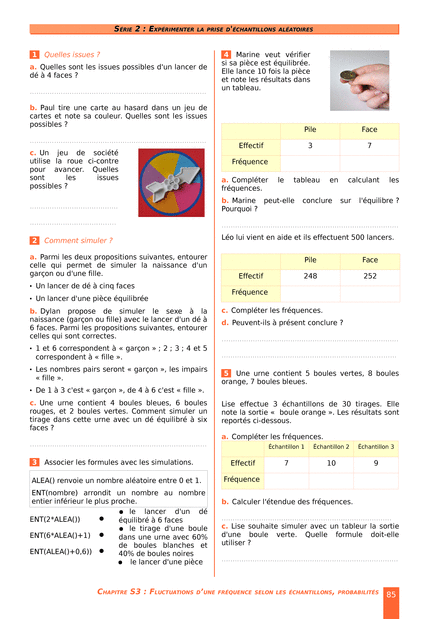 SÉRIE 2 : EXPÉRIMENTER LA PRISE D'ÉCHANTILLONS ALÉATOIRES
1 Quelles issues ?
a. Quelles sont les issues possibles d'un lancer de
dé à 4 faces ?
b. Paul tire une carte au hasard dans un jeu de
cartes et note sa couleur. Quelles sont les issues
possibles ?
c. Un jeu de société
utilise la roue ci-contre
pour avancer. Quelles
sont les issues
possibles ?
2 Comment simuler ?
a. Parmi les deux propositions suivantes, entourer
celle qui permet de simuler la naissance d'un
garçon ou d'une fille.
• Un lancer de dé à cinq faces
• Un lancer d'une pièce équilibrée
b. Dylan propose de simuler le sexe à la
naissance (garçon ou fille) avec le lancer d'un dé à
6 faces. Parmi les propositions suivantes, entourer
celles qui sont correctes.
• 1 et 6 correspondent à « garçon » ; 2 ; 3 ; 4 et 5
correspondent à « fille ».
• Les nombres pairs seront « garçon », les impairs
« fille ».
• De 1 à 3 c'est « garçon », de 4 à 6 c'est « fille ».
c. Une urne contient 4 boules bleues, 6 boules
rouges, et 2 boules vertes. Comment simuler un
tirage dans cette urne avec un dé équilibré à six
faces ?
3 Associer les formules avec les simulations.
ALEA() renvoie un nombre aléatoire entre 0 et 1.
ENT(nombre) arrondit un nombre au nombre
entier inférieur le plus proche.
ENT(2*ALEA()) •
ENT(6*ALEA()+1) •
ENT(ALEA()+0,6)) •
• le lancer d'un dé
équilibré à 6 faces
• le tirage d'une boule
dans une urne avec 60%
de boules blanches et
40% de boules noires
• le lancer d'une pièce
4 Marine veut vérifier
si sa pièce est équilibrée.
Elle lance 10 fois la pièce
et note les résultats dans
un tableau.
Pile Face
Effectif 3 7
Fréquence
a. Compléter le tableau en calculant les
fréquences.
b. Marine peut-elle conclure sur l'équilibre ?
Pourquoi ?
Léo lui vient en aide et ils effectuent 500 lancers.
Pile Face
Effectif 248 252
Fréquence
c. Compléter les fréquences.
d. Peuvent-ils à présent conclure ?
5 Une urne contient 5 boules vertes, 8 boules
orange, 7 boules bleues.
Lise effectue 3 échantillons de 30 tirages. Elle
note la sortie « boule orange ». Les résultats sont
reportés ci-dessous.
a. Compléter les fréquences.
Echantillon 1 Echantillon 2 Echantillon 3
Effectif 7 10 9
Fréquence
b. Calculer l'étendue des fréquences.
c. Lise souhaite simuler avec un tableur la sortie
d'une boule verte. Quelle formule doit-elle
utiliser ?
CHAPITRE S3 : FLUCTUATIONS D'UNE FRÉQUENCE SELON LES ÉCHANTILLONS, PROBABILITÉS 85